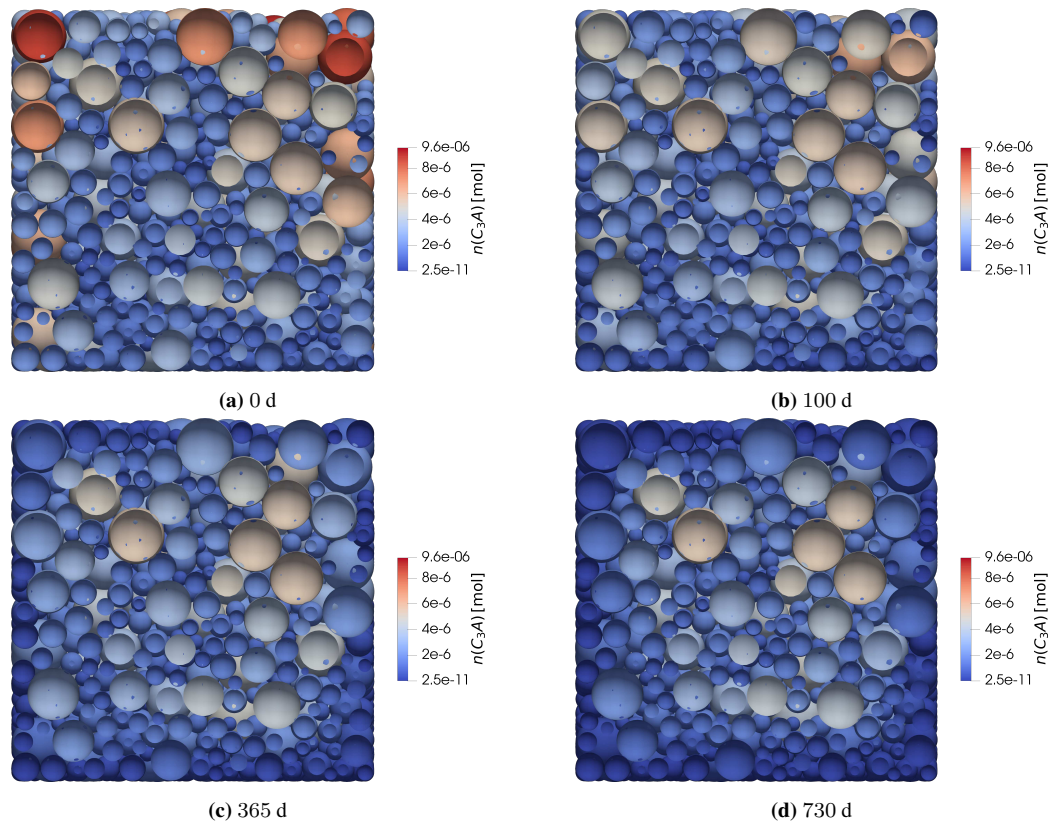 9.6e-06
8e-6
6e-6
4e-6
2e-6
2.5e-11
n(C₃A) [mol]
9.6e-06
8e-6
6e-6
4e-6
2e-6
2.5e-11
n(C₃A) [mol]
(a) 0 d
(b) 100 d
9.6e-06
8e-6
6e-6
4e-6
2e-6
2.5e-11
n(C₃A) [mol]
9.6e-06
8e-6
6e-6
4e-6
2e-6
2.5e-11
n(C₃A) [mol]
(c) 365 d
(d) 730 d